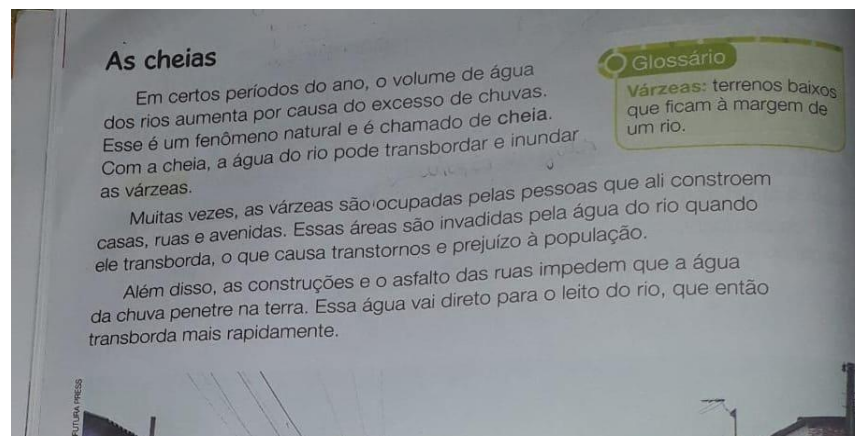 As cheias
Em certos períodos do ano, o volume de água
dos rios aumenta por causa do excesso de chuvas.
Esse é um fenômeno natural e é chamado de cheia.
Com a cheia, a água do rio pode transbordar e inundar
as várzeas.
Glossário
Várzeas: terrenos baixos
que ficam à margem de
um rio.
Muitas vezes, as várzeas são ocupadas pelas pessoas que ali constroem
casas, ruas e avenidas. Essas áreas são invadidas pela água do rio quando
ele transborda, o que causa transtornos e prejuízo à população.
Além disso, as construções e o asfalto das ruas impedem que a água
da chuva penetre na terra. Essa água vai direto para o leito do rio, que então
transborda mais rapidamente.
FUTURA PRESS